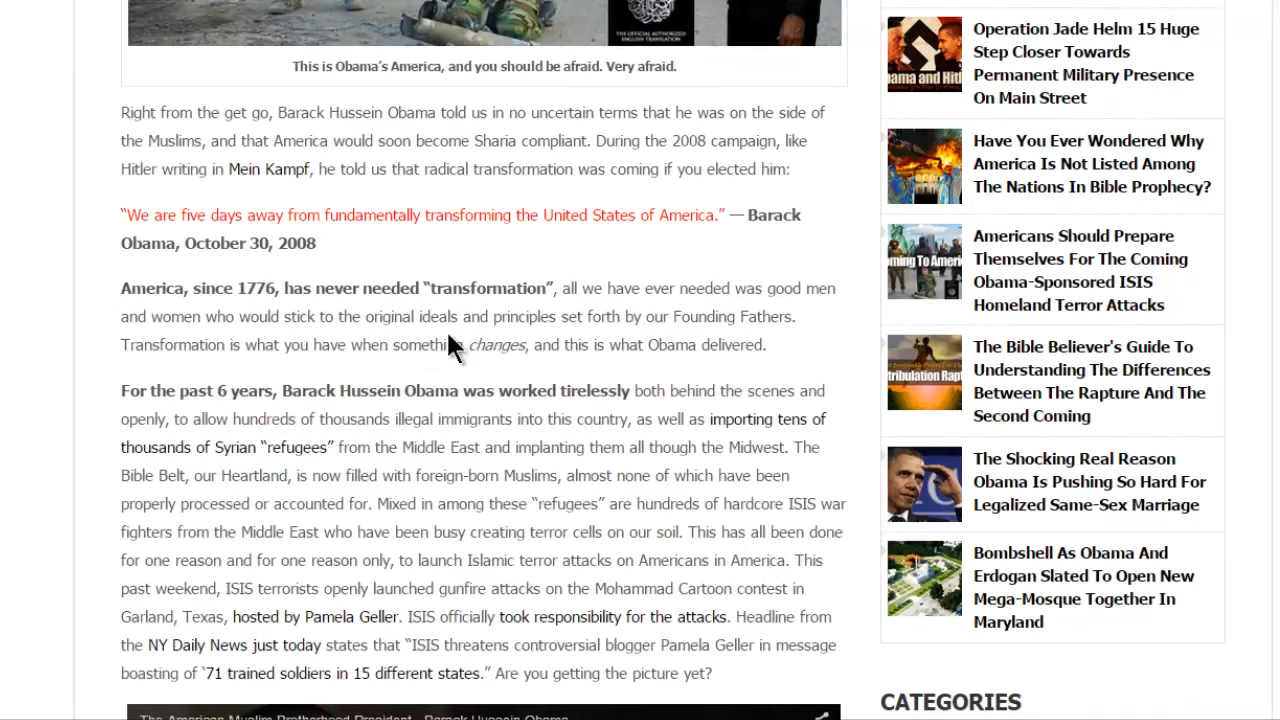 THE OFFICIAL AUTHORIZED
ENGLISH TRANSLATION
This is Obama's America, and you should be afraid. Very afraid.
Right from the get go, Barack Hussein Obama told us in no uncertain terms that he was on the side of
the Muslims, and that America would soon become Sharia compliant. During the 2008 campaign, like
Hitler writing in Mein Kampf, he told us that radical transformation was coming if you elected him:
“We are five days away from fundamentally transforming the United States of America.” — Barack
Obama, October 30, 2008
America, since 1776, has never needed “transformation”, all we have ever needed was good men
and women who would stick to the original ideals and principles set forth by our Founding Fathers.
Transformation is what you have when something changes, and this is what Obama delivered.
For the past 6 years, Barack Hussein Obama was worked tirelessly both behind the scenes and
openly, to allow hundreds of thousands illegal immigrants into this country, as well as importing tens of
thousands of Syrian “refugees” from the Middle East and implanting them all though the Midwest. The
Bible Belt, our Heartland, is now filled with foreign-born Muslims, almost none of which have been
properly processed or accounted for. Mixed in among these “refugees” are hundreds of hardcore ISIS war
fighters from the Middle East who have been busy creating terror cells on our soil. This has all been done
for one reason and for one reason only, to launch Islamic terror attacks on Americans in America. This
past weekend, ISIS terrorists openly launched gunfire attacks on the Mohammad Cartoon contest in
Garland, Texas, hosted by Pamela Geller. ISIS officially took responsibility for the attacks. Headline from
the NY Daily News just today states that “ISIS threatens controversial blogger Pamela Geller in message
boasting of ‘71 trained soldiers in 15 different states.” Are you getting the picture yet?
The American Muslim Brotherhood President - Barack Hussein Obama
Operation Jade Helm 15 Huge
Step Closer Towards
Permanent Military Presence
On Main Street
ama and Hitl
Have You Ever Wondered Why
America Is Not Listed Among
The Nations In Bible Prophecy?
Americans Should Prepare
Themselves For The Coming
Obama-Sponsored ISIS
Homeland Terror Attacks
ming To Ameri
The Bible Believer's Guide To
Understanding The Differences
Between The Rapture And The
Second Coming
tribulation Rapt
The Shocking Real Reason
Obama Is Pushing So Hard For
Legalized Same-Sex Marriage
Bombshell As Obama And
Erdogan Slated To Open New
Mega-Mosque Together In
Maryland
CATEGORIES